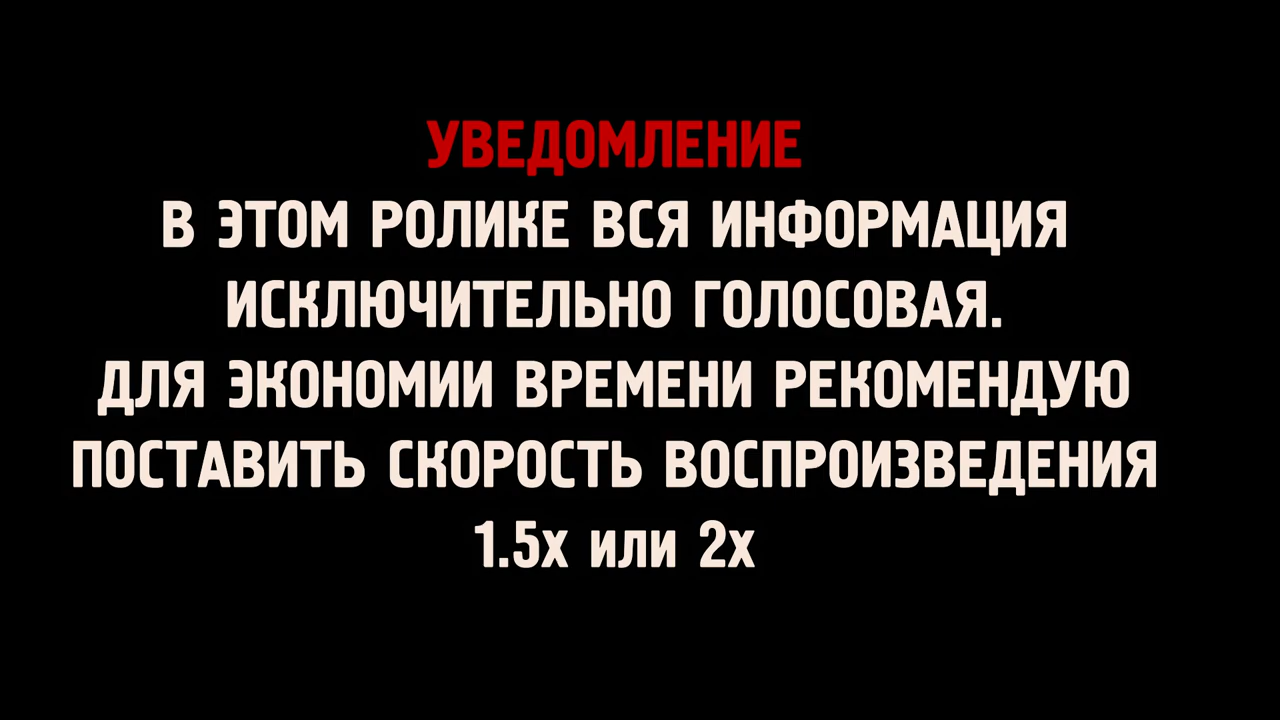 УВЕДОМЛЕНИЕ
В ЭТОМ РОЛИКЕ ВСЯ ИНФОРМАЦИЯ
ИСКЛЮЧИТЕЛЬНО ГОЛОСОВАЯ.
ДЛЯ ЭКОНОМИИ ВРЕМЕНИ РЕКОМЕНДУЮ
ПОСТАВИТЬ СКОРОСТЬ ВОСПРОИЗВЕДЕНИЯ
1.5х или 2х